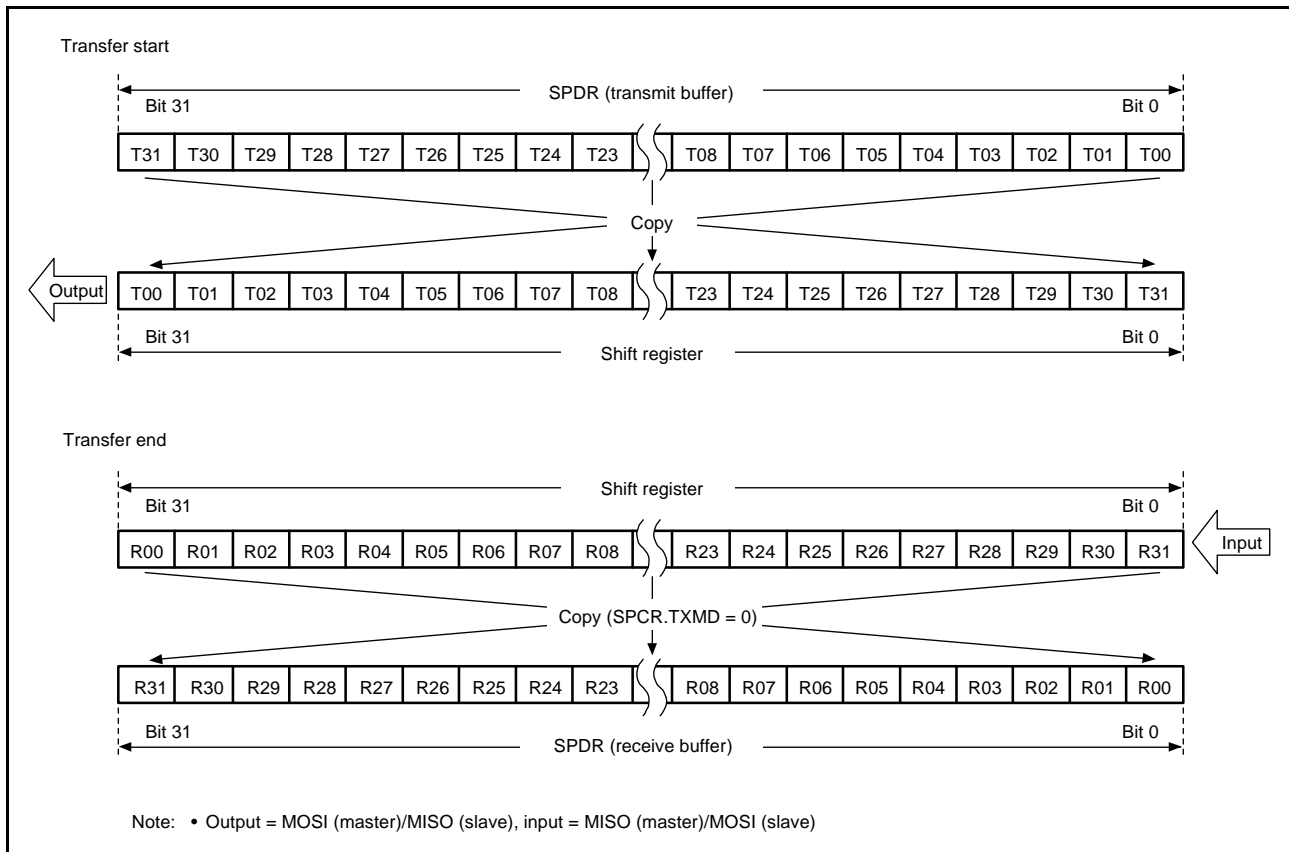 Transfer start
SPDR (transmit buffer)
Bit 31 Bit 0
T31 T30 T29 T28 T27 T26 T25 T24 T23 T08 T07 T06 T05 T04 T03 T02 T01 T00
Copy
Output T00 T01 T02 T03 T04 T05 T06 T07 T08 T23 T24 T25 T26 T27 T28 T29 T30 T31
Bit 31 Bit 0
Shift register
Transfer end
Shift register
Bit 31 Bit 0
R00 R01 R02 R03 R04 R05 R06 R07 R08 R23 R24 R25 R26 R27 R28 R29 R30 R31 Input
Copy (SPCR.TXMD = 0)
R31 R30 R29 R28 R27 R26 R25 R24 R23 R08 R07 R06 R05 R04 R03 R02 R01 R00
Bit 31 Bit 0
SPDR (receive buffer)
Note: • Output = MOSI (master)/MISO (slave), input = MISO (master)/MOSI (slave)